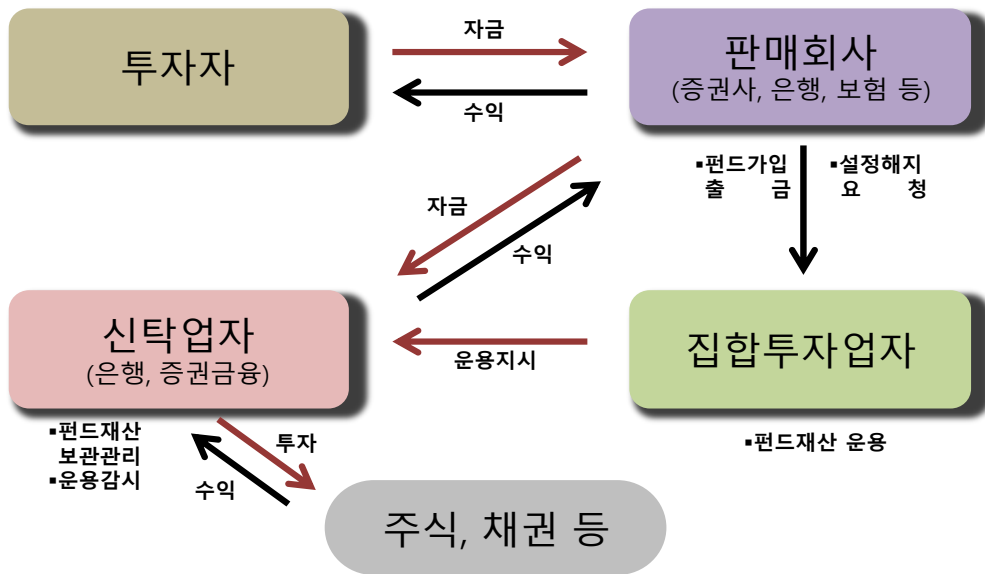 투자자
자금
수익
판매회사
(증권사, 은행, 보험 등)
▪펀드가입
출 금
▪설정해지
요 청
자금
수익
신탁업자
(은행, 증권금융)
운용지시
집합투자업자
▪펀드재산
보관관리
▪운용감시
투자
수익
▪펀드재산 운용
주식, 채권 등